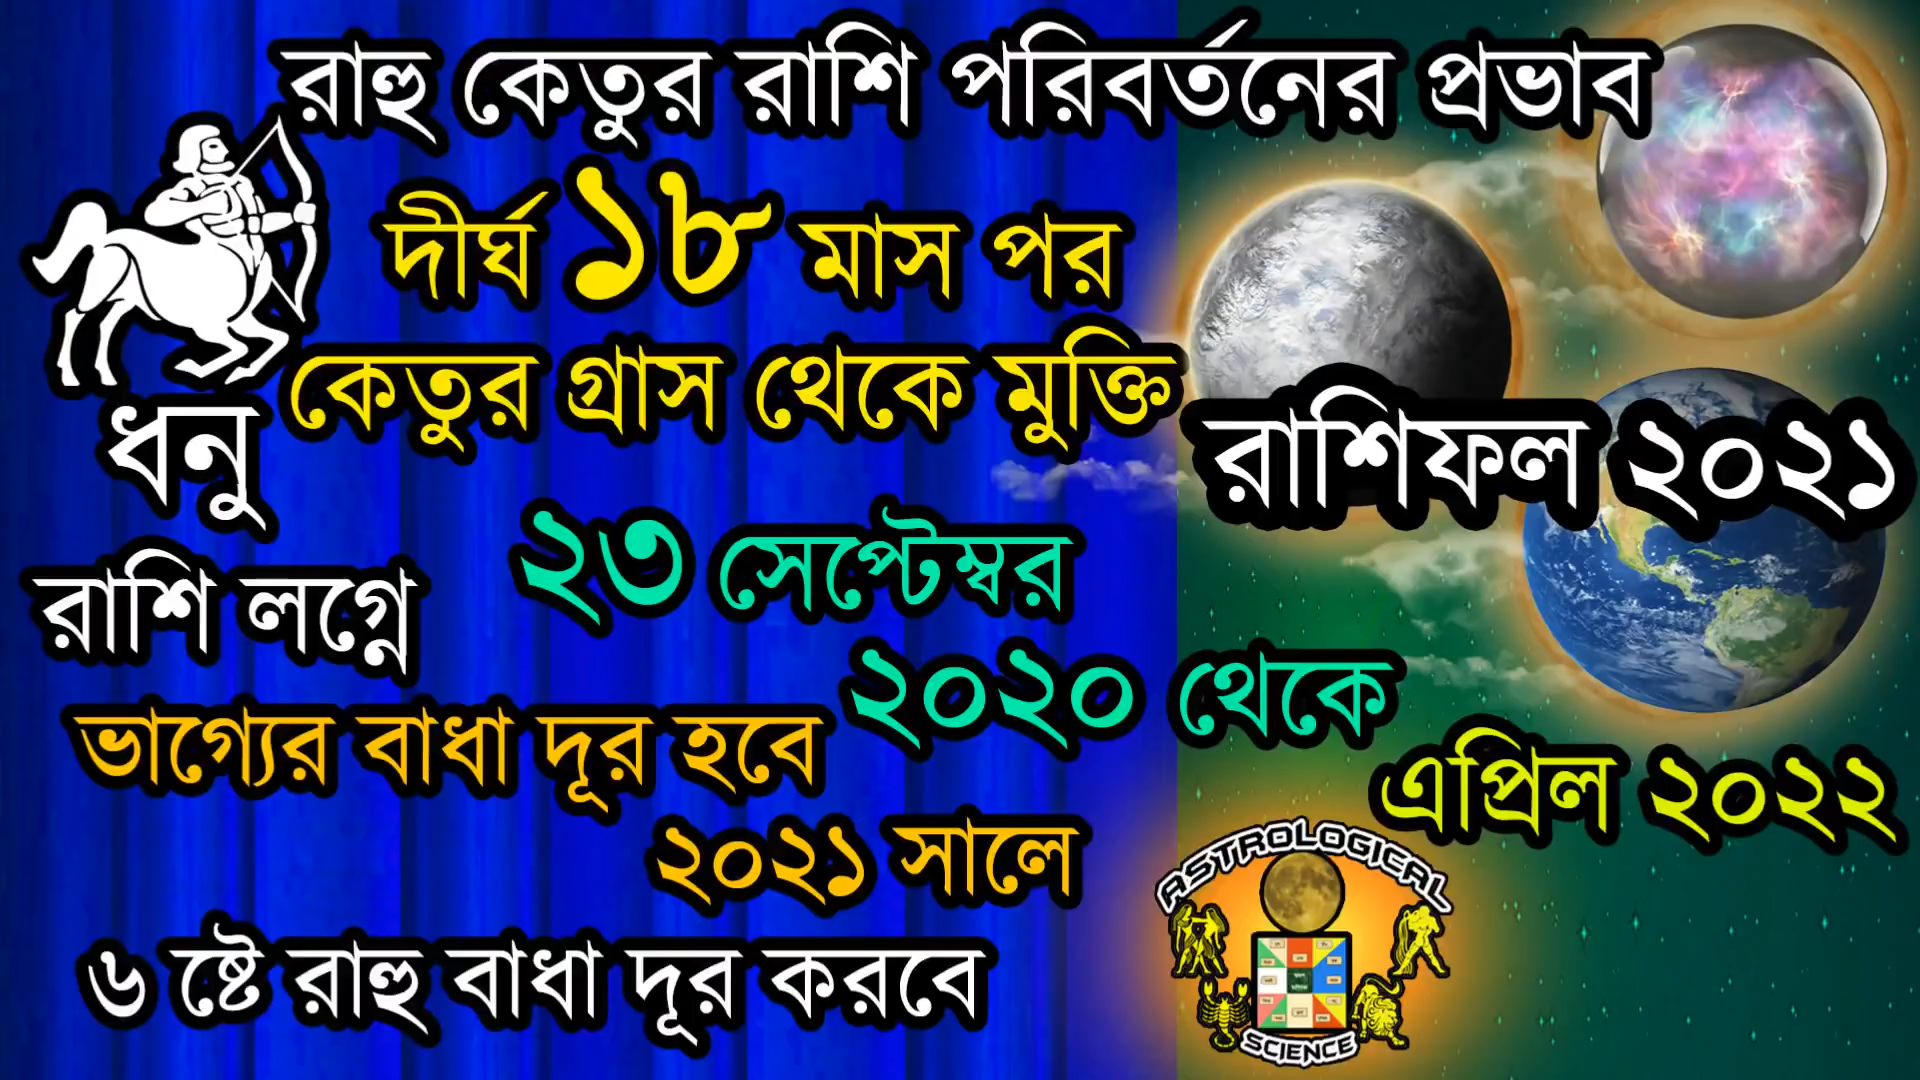 রাহু কেতুর রাশি পরিবর্তনের প্রভাব
দীর্ঘ ১৮ মাস পর
কেতুর গ্রাস থেকে মুক্তি
ধনু
রাশি লগ্নে
রাশিফল ২০২১
২৩ সেপ্টেম্বর
২০২০ থেকে
এপ্রিল ২০২২
ভাগ্যের বাধা দূর হবে
২০২১ সালে
৬ ষ্টে রাহু বাধা দূর করবে
ASTROLOGICAL
SCIENCE